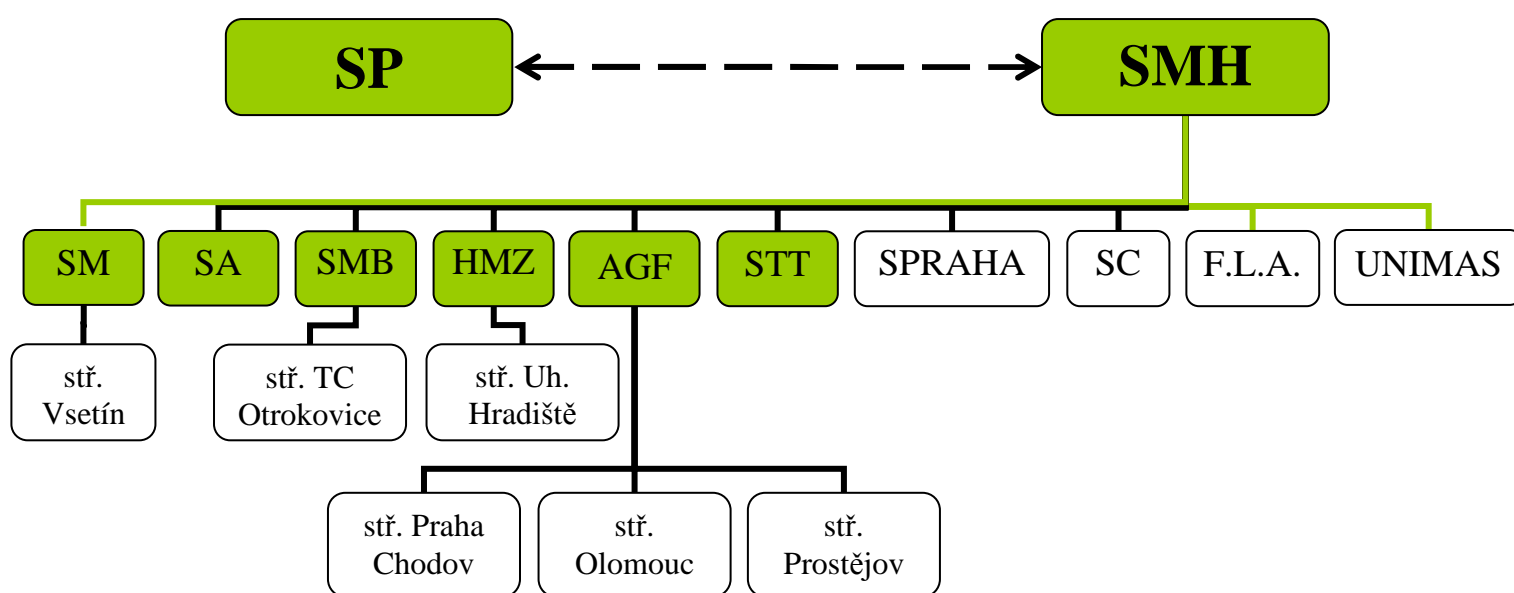 SP
SMH
SM
SA
SMB
HMZ
AGF
STT
SPRAHA
SC
F.L.A.
UNIMAS
stř.
Vsetín
stř. TC
Otrokovice
stř. Uh.
Hradiště
stř. Praha
Chodov
stř.
Olomouc
stř.
Prostějov